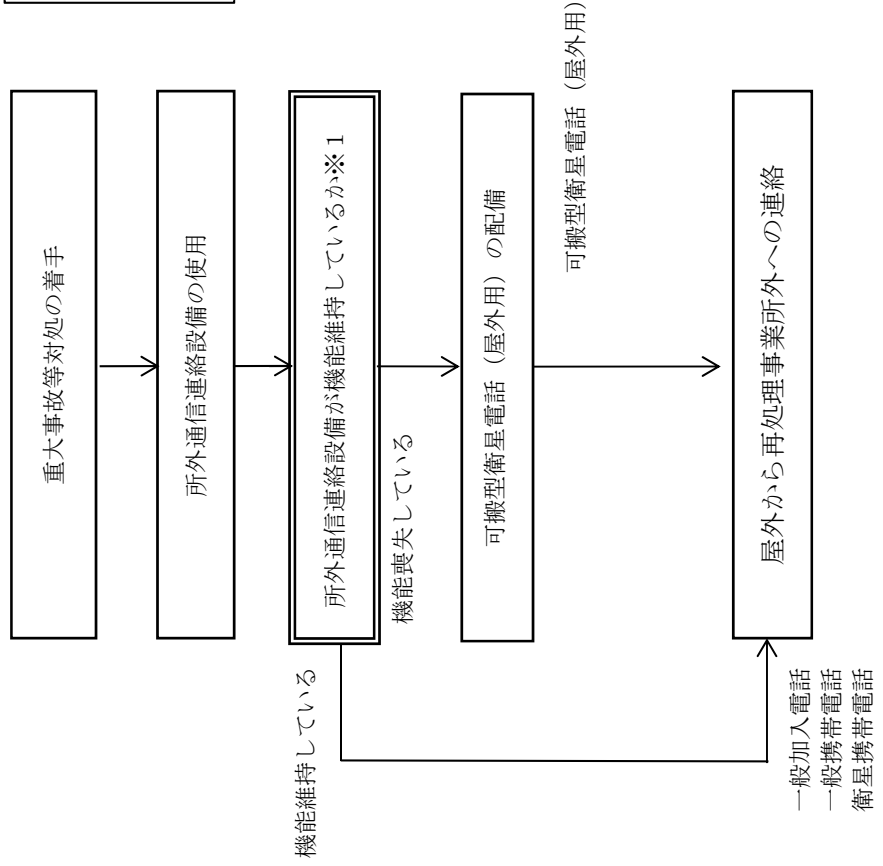 重大事故等対処の着手
所外通信連絡設備の使用
所外通信連絡設備が機能維持しているか※1
機能維持している
機能喪失している
可搬型衛星電話（屋外用）の配備
可搬型衛星電話（屋外用）
屋外から再処理事業所外への連絡
一般加入電話
一般携帯電話
衛星携帯電話